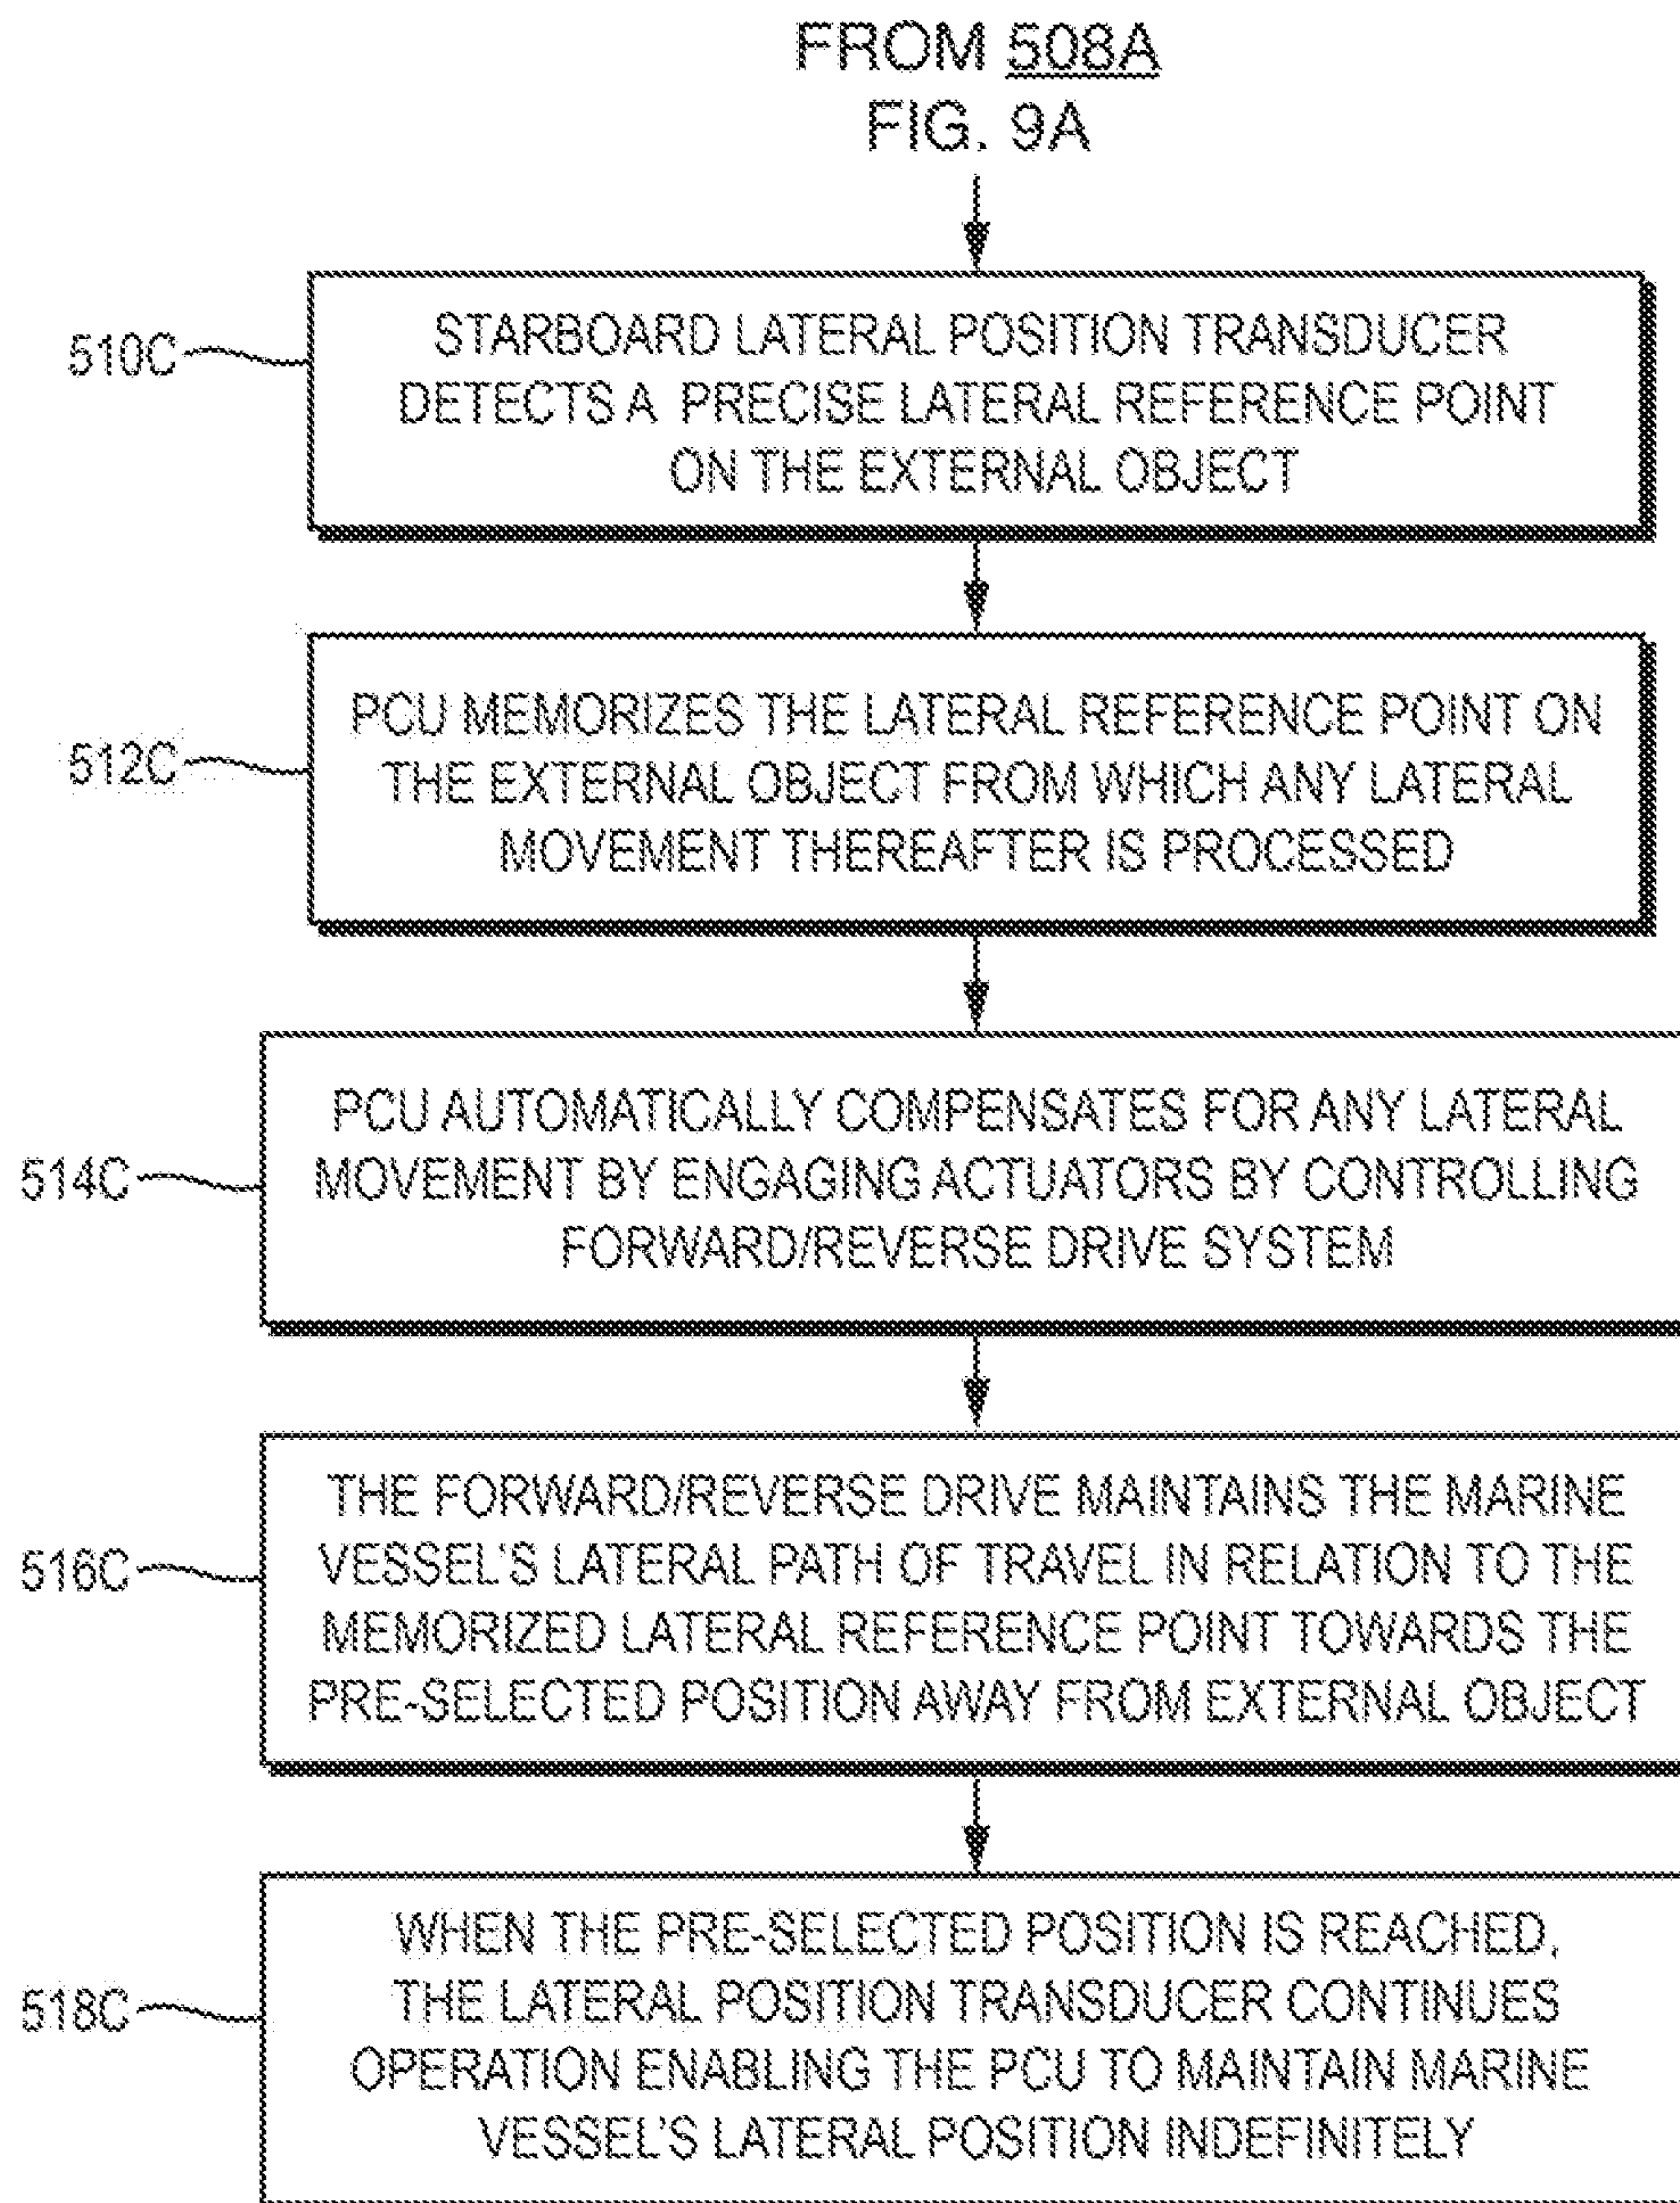 FROM 508A
FIG. 9A
510C
STARBOARD LATERAL POSITION TRANSDUCER
DETECTS A PRECISE LATERAL REFERENCE POINT
ON THE EXTERNAL OBJECT
512C
PCU MEMORIZES THE LATERAL REFERENCE POINT ON
THE EXTERNAL OBJECT FROM WHICH ANY LATERAL
MOVEMENT THEREAFTER IS PROCESSED
514C
PCU AUTOMATICALLY COMPENSATES FOR ANY LATERAL
MOVEMENT BY ENGAGING ACTUATORS BY CONTROLLING
FORWARD/REVERSE DRIVE SYSTEM
516C
THE FORWARD/REVERSE DRIVE MAINTAINS THE MARINE
VESSEL'S LATERAL PATH OF TRAVEL IN RELATION TO THE
MEMORIZED LATERAL REFERENCE POINT TOWARDS THE
PRE-SELECTED POSITION AWAY FROM EXTERNAL OBJECT
518C
WHEN THE PRE-SELECTED POSITION IS REACHED,
THE LATERAL POSITION TRANSDUCER CONTINUES
OPERATION ENABLING THE PCU TO MAINTAIN MARINE
VESSEL'S LATERAL POSITION INDEFINITELY